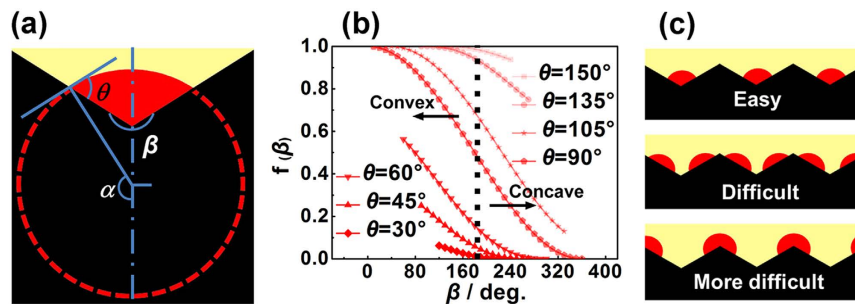 (a)
θ
β
α
(b)
f (β)
1.0
0.8
0.6
0.4
0.2
0.0
Convex
Concave
θ=150°
θ=135°
θ=105°
θ=90°
θ=60°
θ=45°
θ=30°
0 80 160 240 320 400
β / deg.
(c)
Easy
Difficult
More difficult